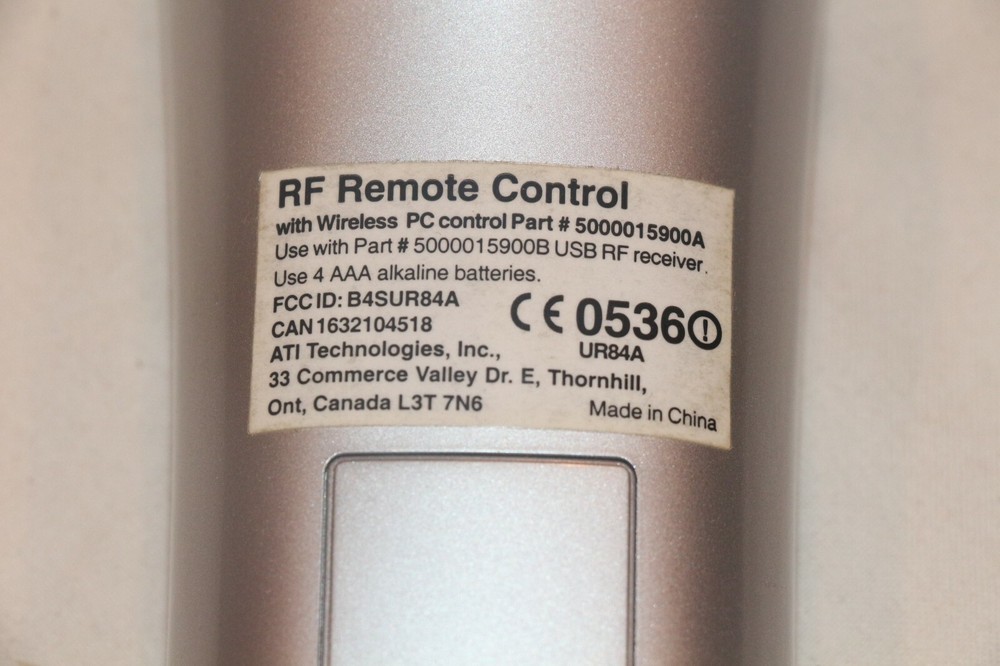 RF Remote Control
with Wireless PC control Part # 5000015900A
Use with Part # 5000015900B USB RF receiver.
Use 4 AAA alkaline batteries.
FCC ID: B4SUR84A
CAN 1632104518
CE 0536
UR84A
ATI Technologies, Inc.,
33 Commerce Valley Dr. E, Thornhill,
Ont, Canada L3T 7N6
Made in China